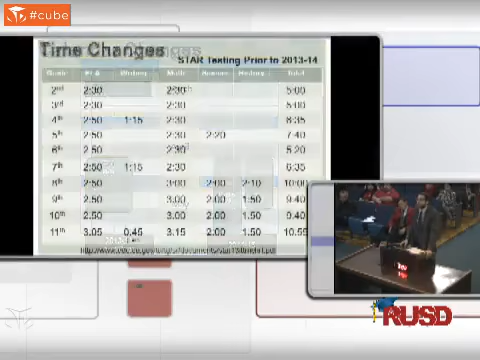 #cube
Time Changes
STAR Testing Prior to 2013-14
Grade ELA Writing Math Science History Total
2nd 2:30 2:30 5:00
3rd 2:30 2:30 5:00
4th 2:50 1:15 2:30 6:35
5th 2:50 2:30 2:20 7:40
6th 2:50 2:30 5:20
7th 2:50 1:15 2:30 6:35
8th 2:50 3:00 2:00 2:10 10:00
9th 2:50 3:00 2:00 1:50 9:40
10th 2:50 3:00 2:00 1:50 9:40
11th 3:05 0:45 3:15 2:00 1:50 10:55
RUSD